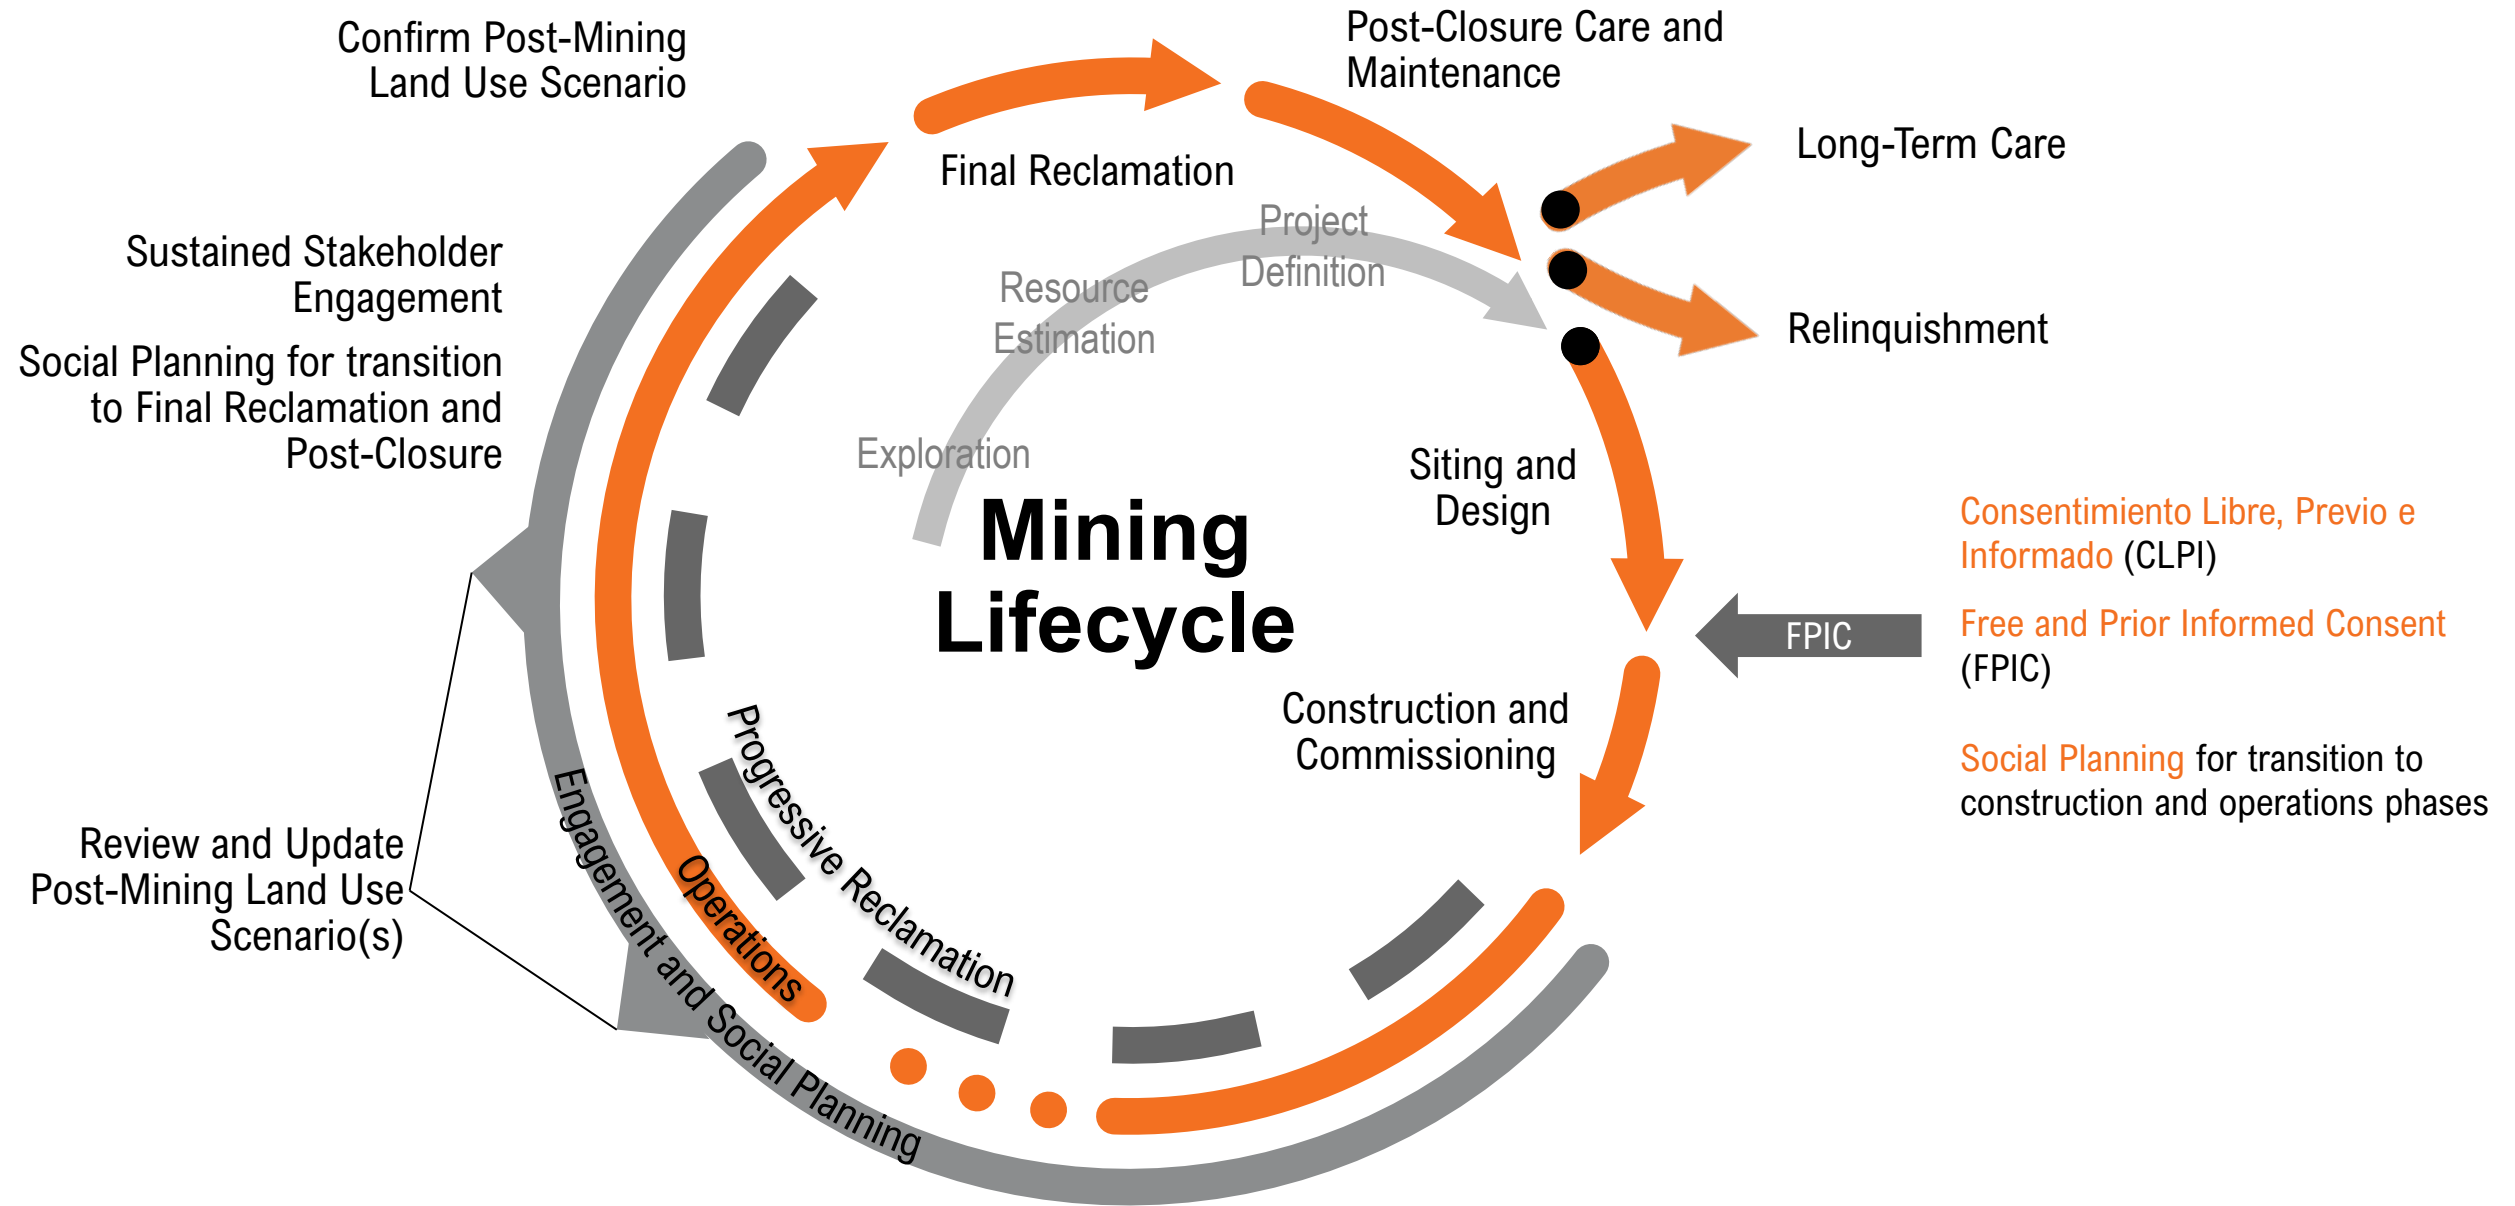 Confirm Post-Mining
Land Use Scenario
Post-Closure Care and
Maintenance
Final Reclamation
Long-Term Care
Relinquishment
Sustained Stakeholder
Engagement
Social Planning for transition
to Final Reclamation and
Post-Closure
Project
Definition
Resource
Estimation
Exploration
Mining
Lifecycle
Siting and
Design
Consentimiento Libre, Previo e
Informado (CLPI)
FPIC
Free and Prior Informed Consent
(FPIC)
Construction and
Commissioning
Social Planning for transition to
construction and operations phases
Review and Update
Post-Mining Land Use
Scenario(s)
Progressive Reclamation
Operations
Engagement and Social Planning